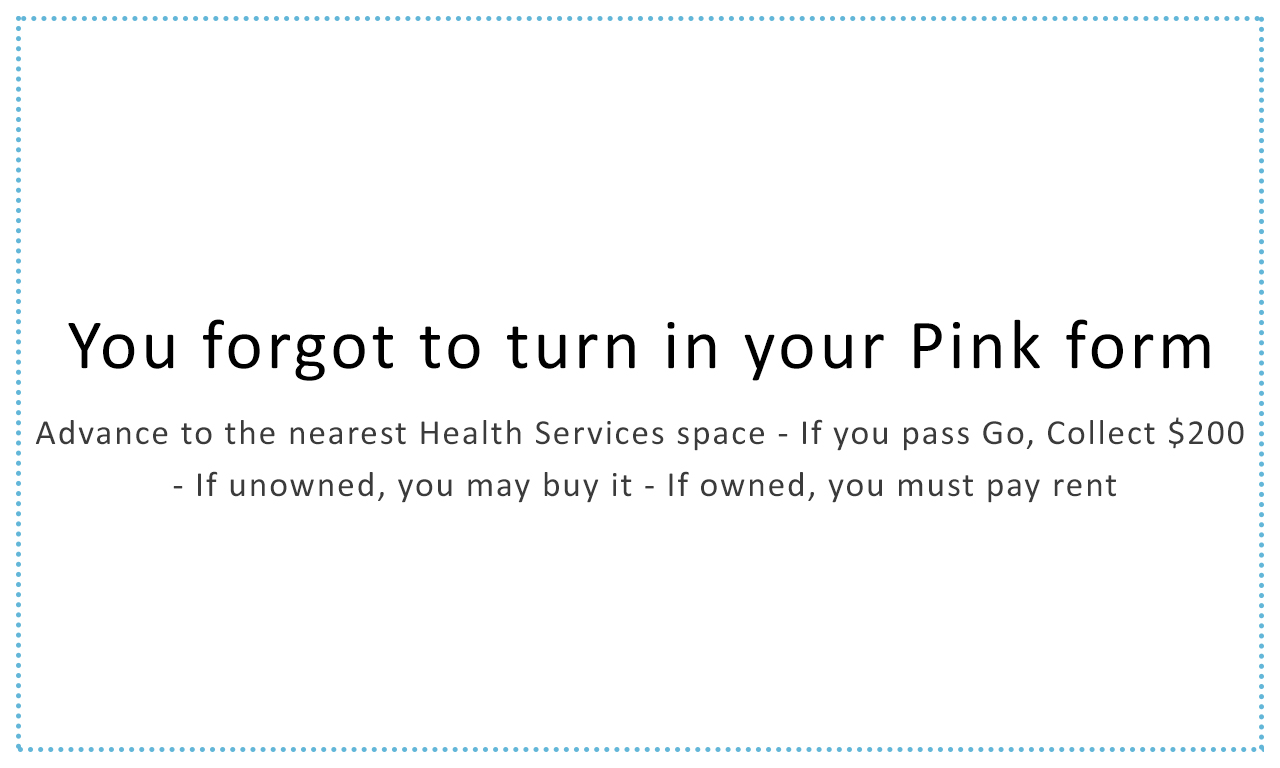 You forgot to turn in your Pink form
Advance to the nearest Health Services space - If you pass Go, Collect $200
- If unowned, you may buy it - If owned, you must pay rent